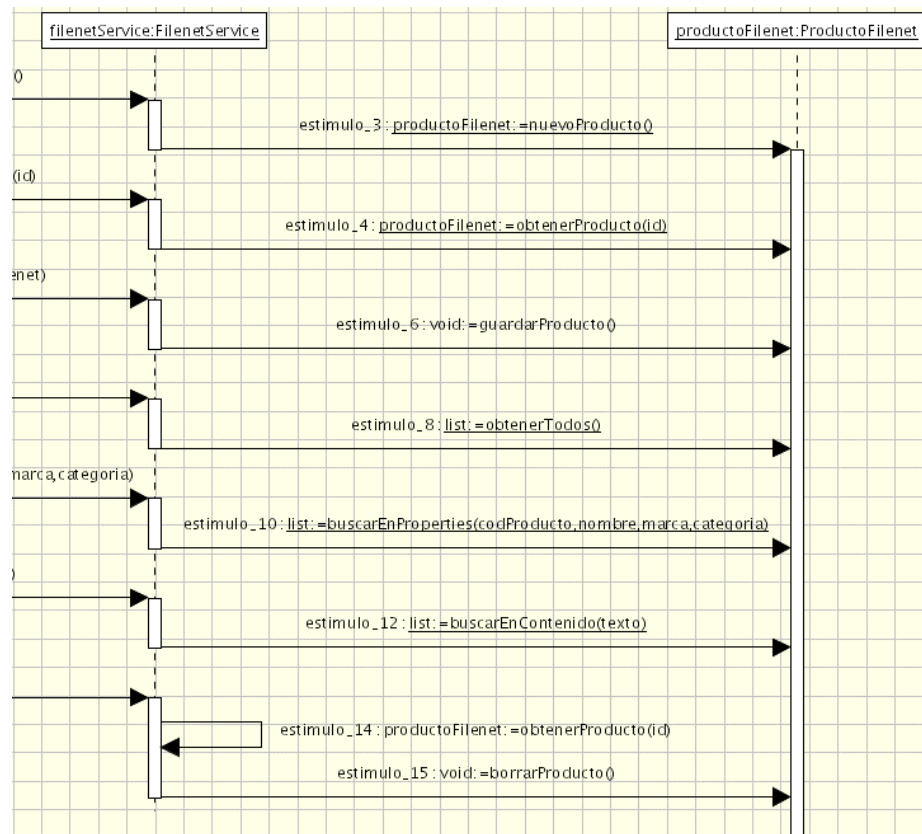 filenetService:FilenetService
productoFilenet:ProductoFilenet
()
estimulo_3 : productoFilenet:=nuevoProducto()
(id)
estimulo_4 : productoFilenet:=obtenerProducto(id)
enet)
estimulo_6 : void:=guardarProducto()
estimulo_8 : list:=obtenerTodos()
marca,categoria)
estimulo_10 : list:=buscarEnProperties(codProducto,nombre,marca,categoria)
)
estimulo_12 : list:=buscarEnContenido(texto)
estimulo_14 : productoFilenet:=obtenerProducto(id)
estimulo_15 : void:=borrarProducto()